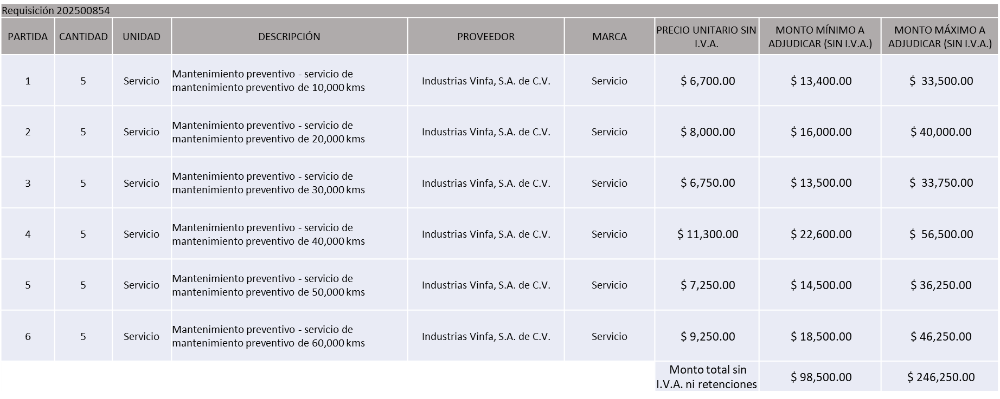 Requisición 202500854
PARTIDA CANTIDAD UNIDAD DESCRIPCIÓN PROVEEDOR MARCA PRECIO UNITARIO SIN I.V.A. MONTO MÍNIMO A ADJUDICAR (SIN I.V.A.) MONTO MÁXIMO A ADJUDICAR (SIN I.V.A.)
1 5 Servicio Mantenimiento preventivo - servicio de mantenimiento preventivo de 10,000 kms Industrias Vinfa, S.A. de C.V. Servicio $ 6,700.00 $ 13,400.00 $ 33,500.00
2 5 Servicio Mantenimiento preventivo - servicio de mantenimiento preventivo de 20,000 kms Industrias Vinfa, S.A. de C.V. Servicio $ 8,000.00 $ 16,000.00 $ 40,000.00
3 5 Servicio Mantenimiento preventivo - servicio de mantenimiento preventivo de 30,000 kms Industrias Vinfa, S.A. de C.V. Servicio $ 6,750.00 $ 13,500.00 $ 33,750.00
4 5 Servicio Mantenimiento preventivo - servicio de mantenimiento preventivo de 40,000 kms Industrias Vinfa, S.A. de C.V. Servicio $ 11,300.00 $ 22,600.00 $ 56,500.00
5 5 Servicio Mantenimiento preventivo - servicio de mantenimiento preventivo de 50,000 kms Industrias Vinfa, S.A. de C.V. Servicio $ 7,250.00 $ 14,500.00 $ 36,250.00
6 5 Servicio Mantenimiento preventivo - servicio de mantenimiento preventivo de 60,000 kms Industrias Vinfa, S.A. de C.V. Servicio $ 9,250.00 $ 18,500.00 $ 46,250.00
Monto total sin I.V.A. ni retenciones $ 98,500.00 $ 246,250.00